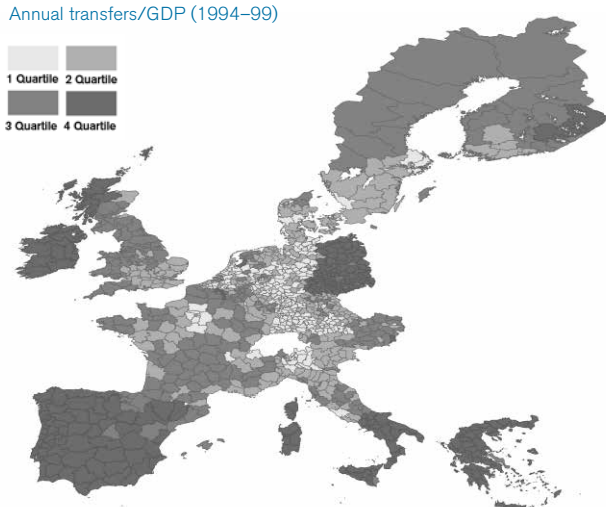 Annual transfers/GDP (1994–99)
1 Quartile 2 Quartile
3 Quartile 4 Quartile